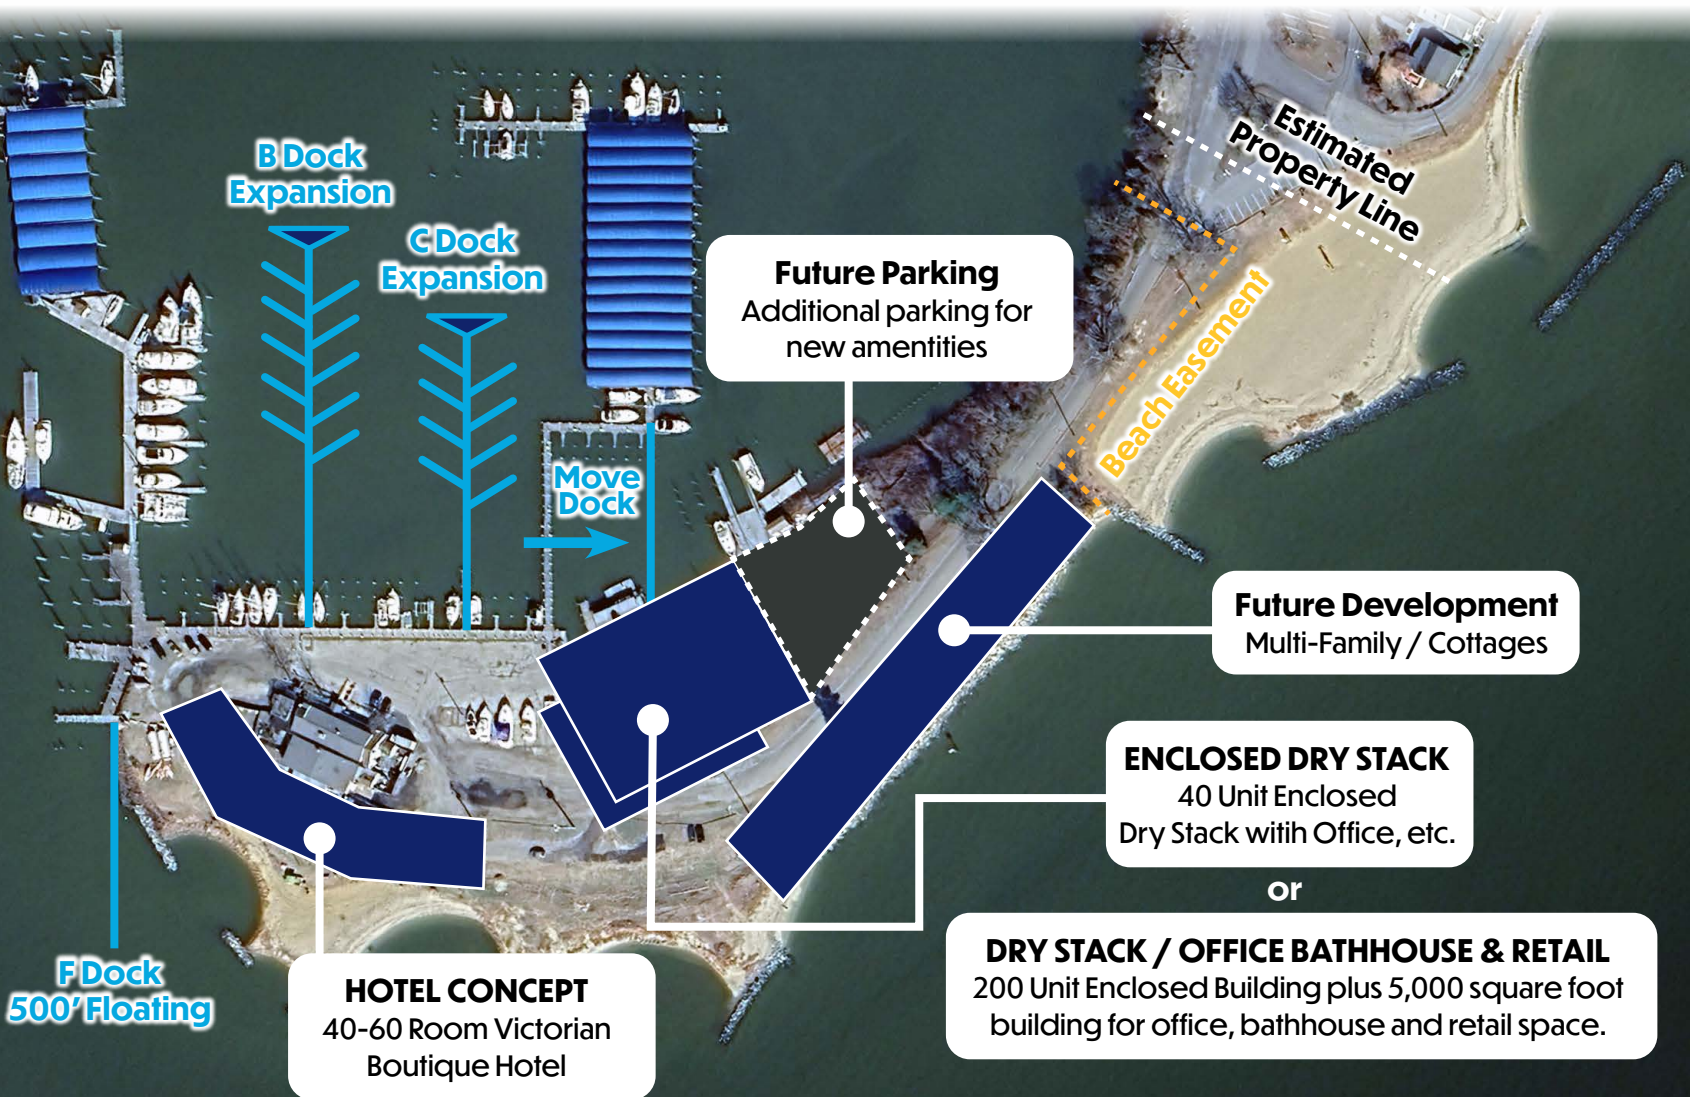 B Dock
Expansion
C Dock
Expansion
Estimated
Property Line
Future Parking
Additional parking for
new amentities
Beach Easement
Move
Dock
Future Development
Multi-Family / Cottages
ENCLOSED DRY STACK
40 Unit Enclosed
Dry Stack witih Office, etc.
or
DRY STACK / OFFICE BATHHOUSE & RETAIL
200 Unit Enclosed Building plus 5,000 square foot
building for office, bathhouse and retail space.
F Dock
500' Floating
HOTEL CONCEPT
40-60 Room Victorian
Boutique Hotel